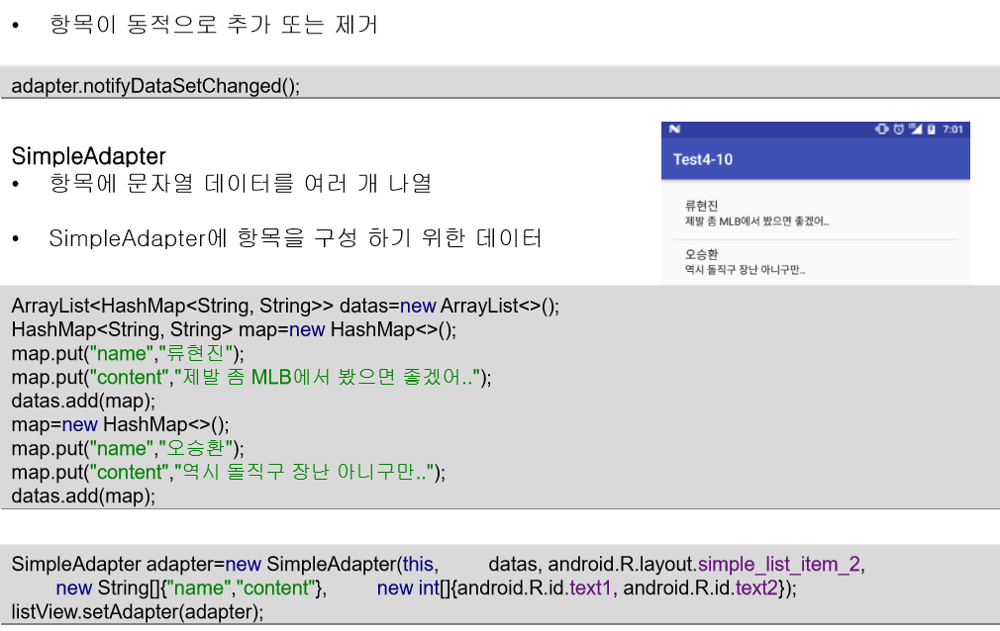 • 항목이 동적으로 추가 또는 제거
adapter.notifyDataSetChanged();
SimpleAdapter
• 항목에 문자열 데이터를 여러 개 나열
• SimpleAdapter에 항목을 구성 하기 위한 데이터
7:01
Test4-10
류현진
제발 좀 MLB에서 봤으면 좋겠어..
오승환
역시 돌직구 장난 아니구만..
ArrayList<HashMap<String, String>> datas=new ArrayList<>();
HashMap<String, String> map=new HashMap<>();
map.put("name","류현진");
map.put("content","제발 좀 MLB에서 봤으면 좋겠어..");
datas.add(map);
map=new HashMap<>();
map.put("name","오승환");
map.put("content","역시 돌직구 장난 아니구만..");
datas.add(map);
SimpleAdapter adapter=new SimpleAdapter(this, datas, android.R.layout.simple_list_item_2,
new String[]{"name","content"}, new int[]{android.R.id.text1, android.R.id.text2});
listView.setAdapter(adapter);